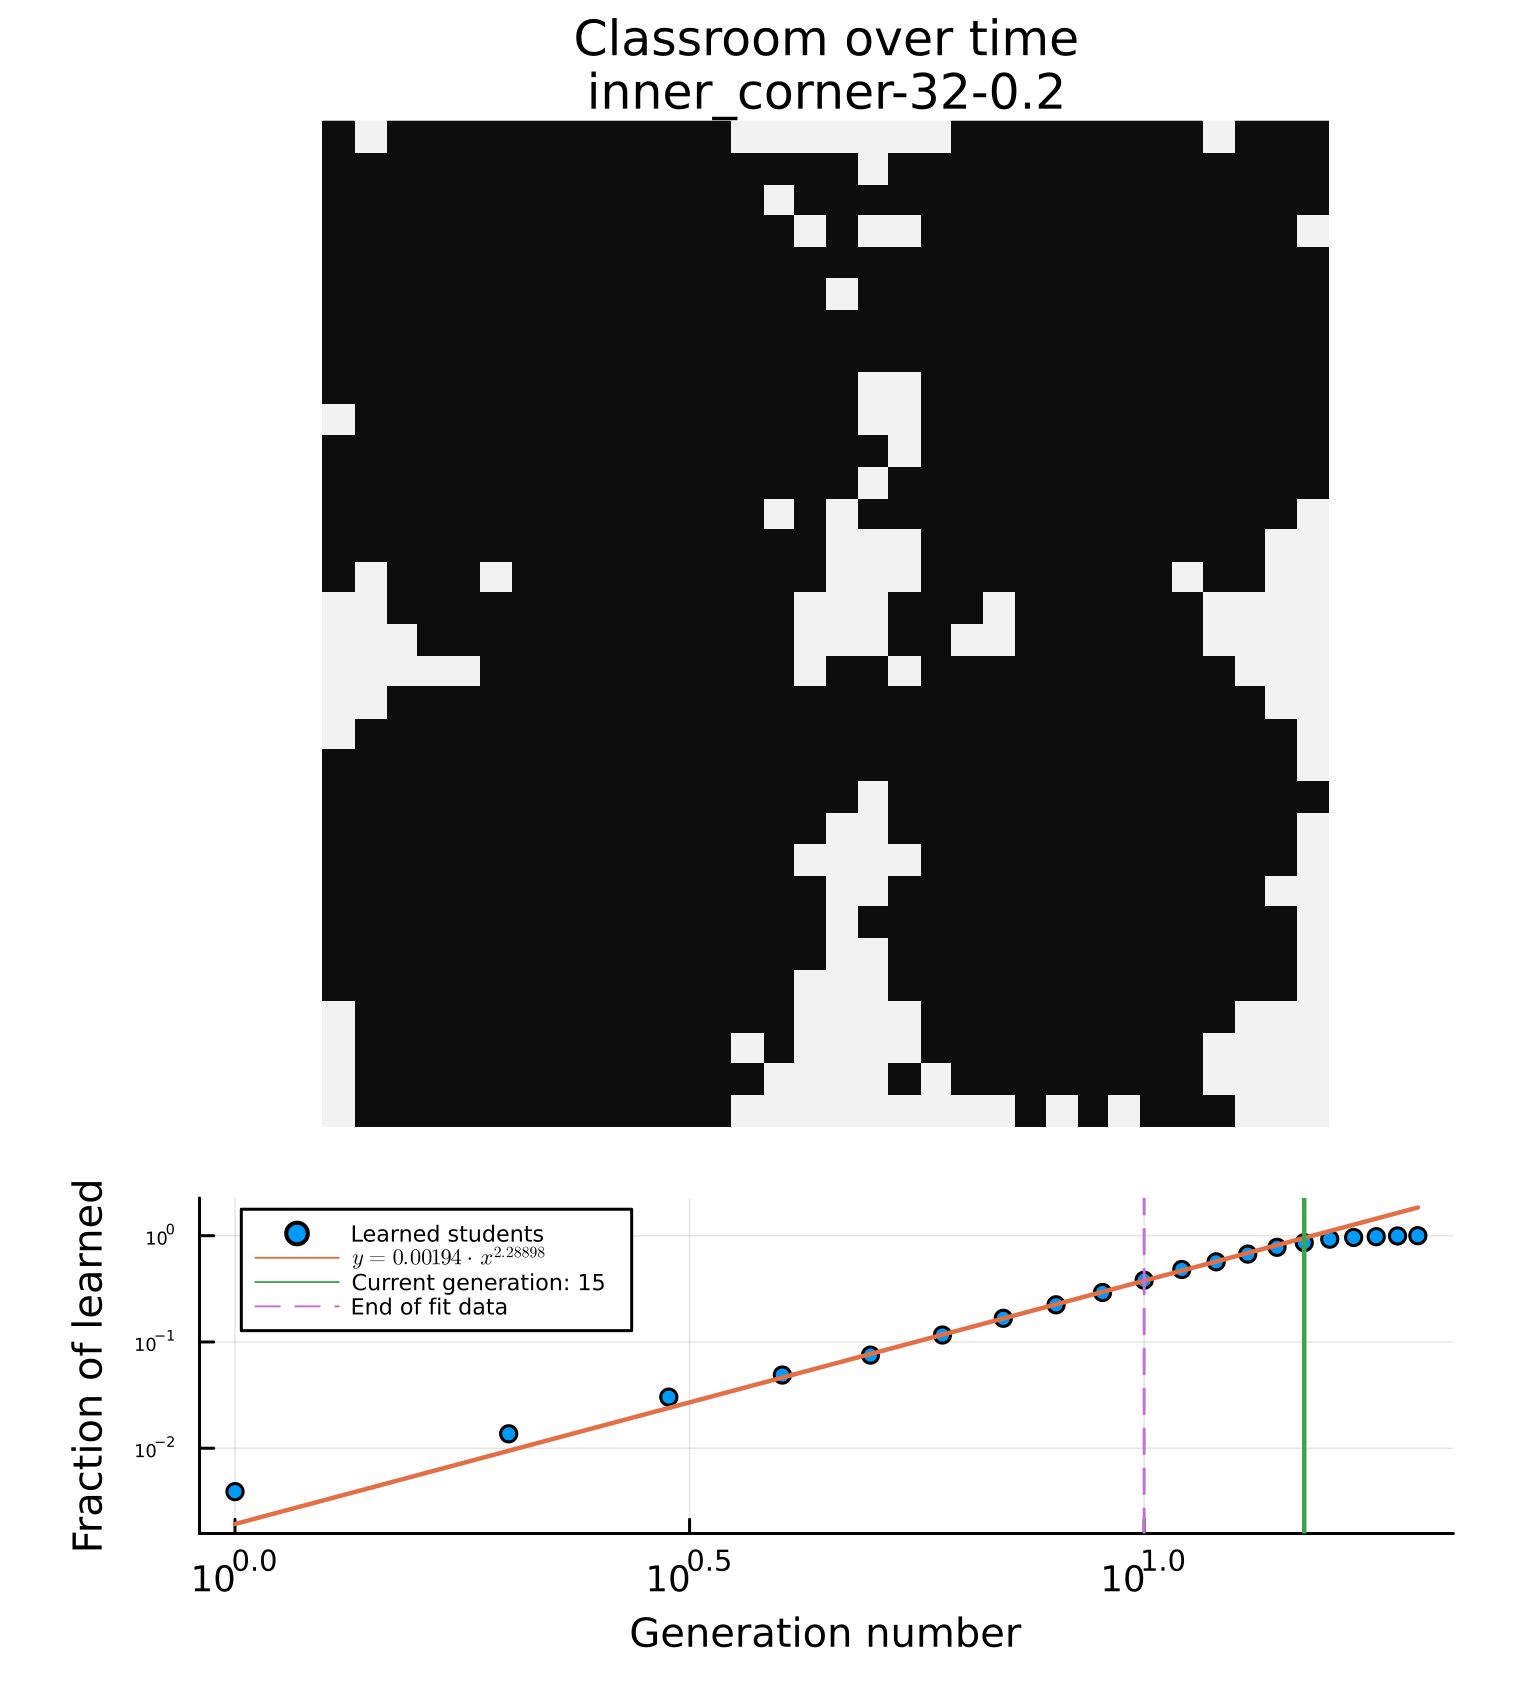 Classroom over time
inner_corner-32-0.2
Fraction of learned
10⁰
10⁻¹
10⁻²
Learned students
y = 0.00194 · x^2.28898
Current generation: 15
End of fit data
10^0.0
10^0.5
10^1.0
Generation number